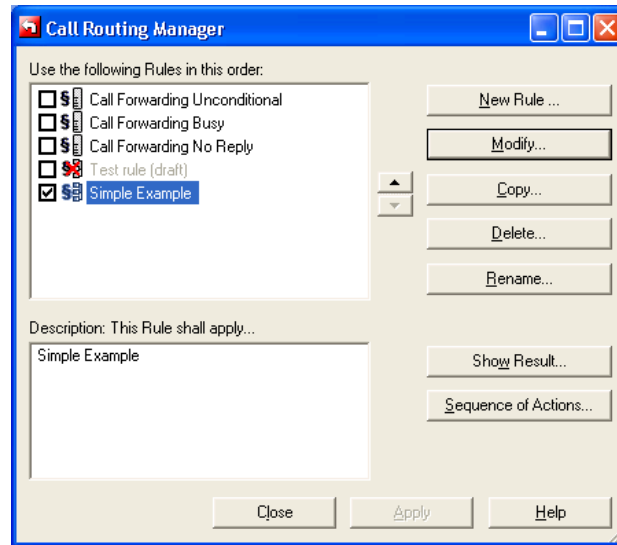 Call Routing Manager
Use the following Rules in this order:
Call Forwarding Unconditional
Call Forwarding Busy
Call Forwarding No Reply
Test rule (draft)
Simple Example
New Rule ...
Modify...
Copy...
Delete...
Rename...
Description: This Rule shall apply...
Simple Example
Show Result...
Sequence of Actions...
Close
Apply
Help